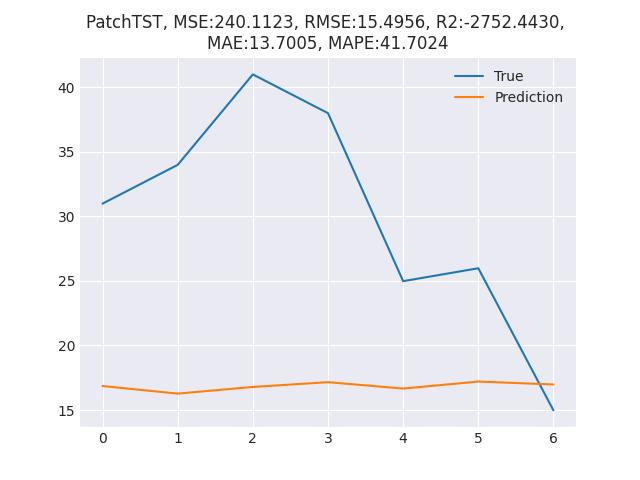 PatchTST, MSE:240.1123, RMSE:15.4956, R2:-2752.4430,
MAE:13.7005, MAPE:41.7024
True
Prediction
40
35
30
25
20
15
0 1 2 3 4 5 6